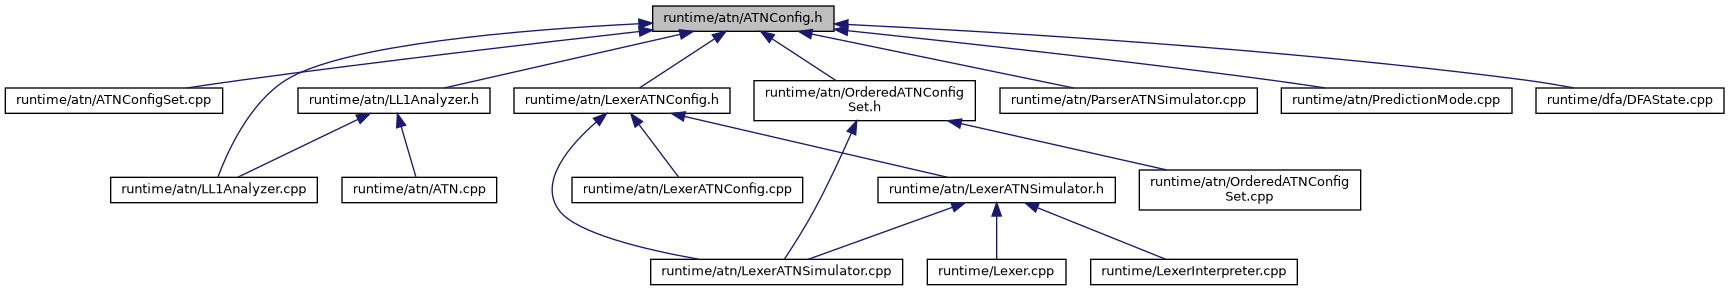 runtime/atn/ATNConfig.h
runtime/atn/ATNConfigSet.cpp
runtime/atn/LL1Analyzer.h
runtime/atn/LexerATNConfig.h
runtime/atn/OrderedATNConfig
Set.h
runtime/atn/ParserATNSimulator.cpp
runtime/atn/PredictionMode.cpp
runtime/dfa/DFAState.cpp
runtime/atn/LL1Analyzer.cpp
runtime/atn/ATN.cpp
runtime/atn/LexerATNConfig.cpp
runtime/atn/LexerATNSimulator.h
runtime/atn/OrderedATNConfig
Set.cpp
runtime/atn/LexerATNSimulator.cpp
runtime/Lexer.cpp
runtime/LexerInterpreter.cpp